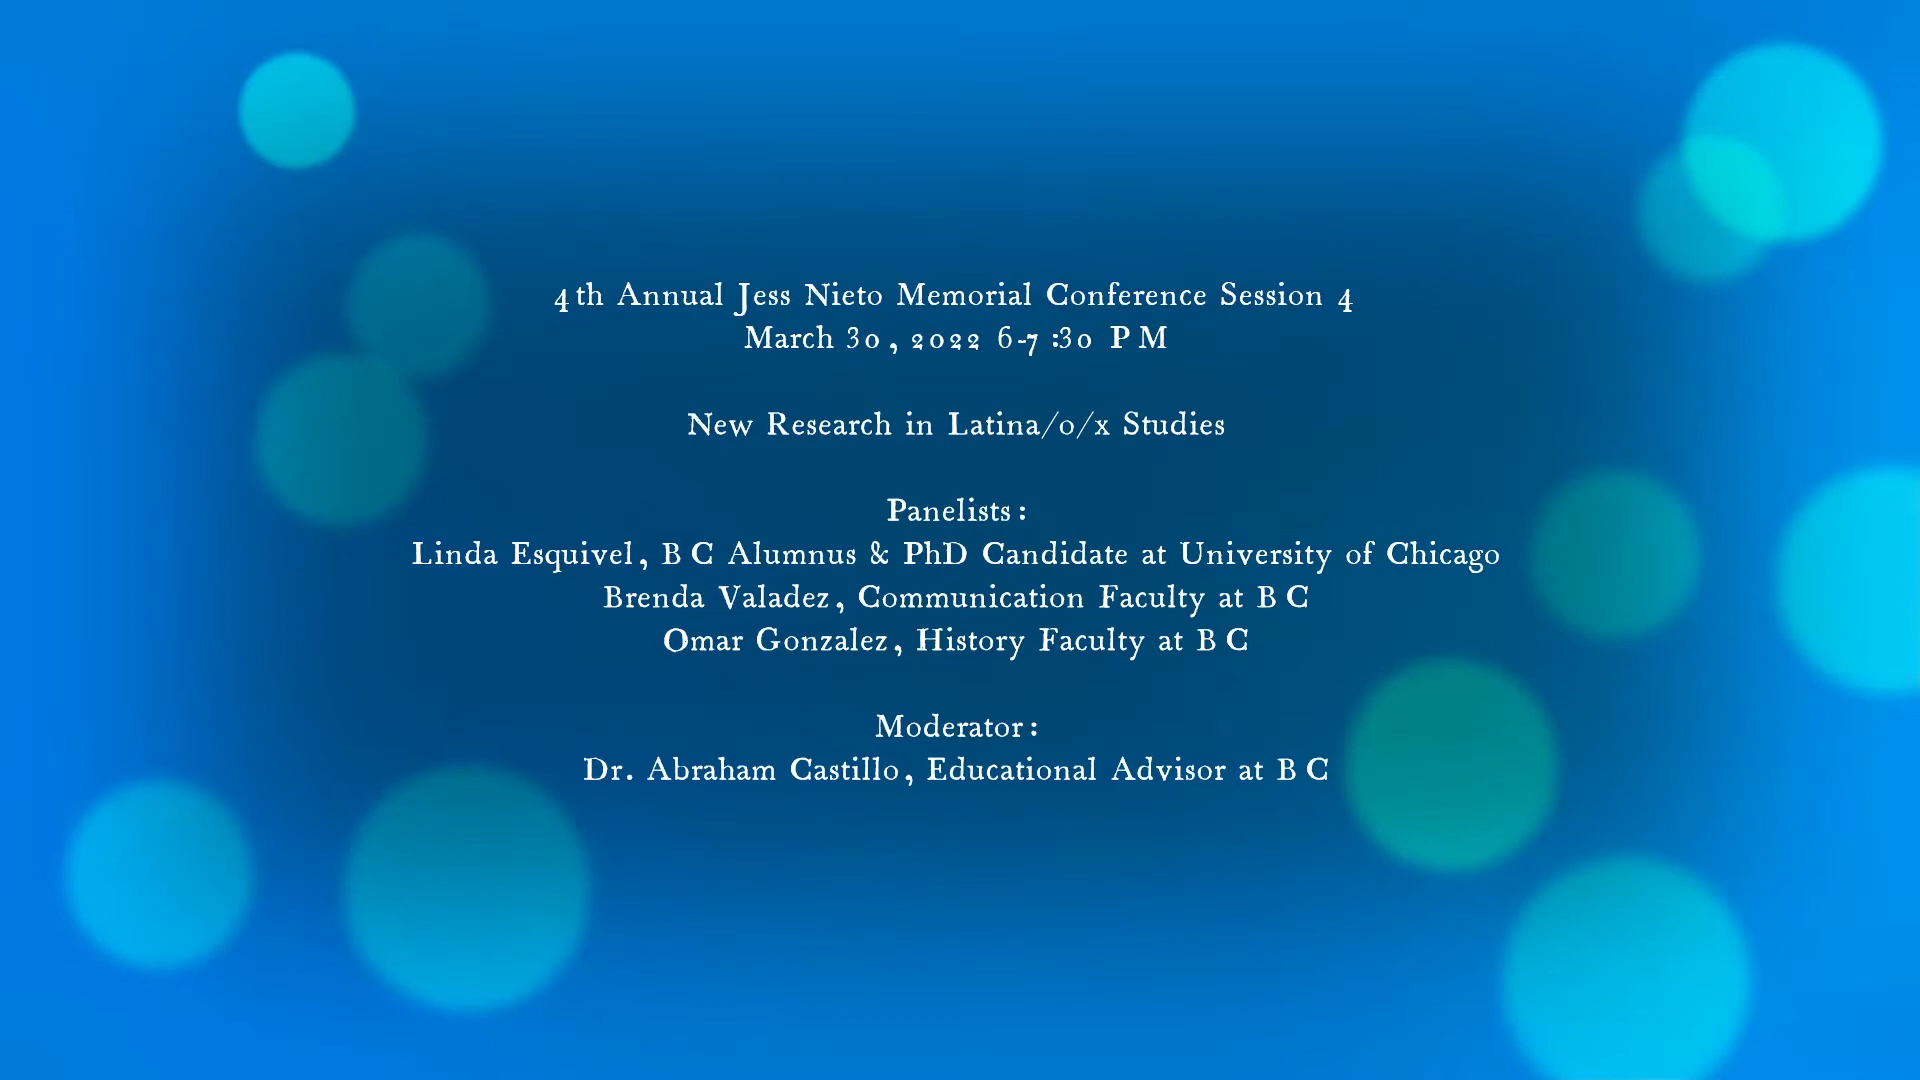 4th Annual Jess Nieto Memorial Conference Session 4
March 30, 2022 6-7:30 PM
New Research in Latina/o/x Studies
Panelists:
Linda Esquivel, BC Alumnus & PhD Candidate at University of Chicago
Brenda Valadez, Communication Faculty at BC
Omar Gonzalez, History Faculty at BC
Moderator:
Dr. Abraham Castillo, Educational Advisor at BC